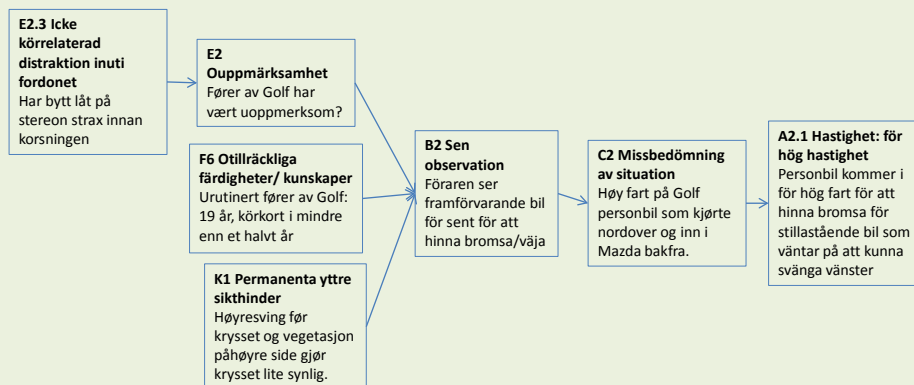 E2.3 Icke
körrelaterad
distraktion inuti
fordonet
Har bytt låt på
stereon strax innan
korsningen
E2
Ouppmärksamhet
Fører av Golf har
vært uoppmerksom?
F6 Otillräckliga
färdigheter/ kunskaper
Urutinert fører av Golf:
19 år, körkort i mindre
enn et halvt år
K1 Permanenta yttre
sikthinder
Høyresving før
krysset og vegetasjon
påhøyre side gjør
krysset lite synlig.
B2 Sen
observation
Föraren ser
framförvarande bil
för sent för att
hinna bromsa/väja
C2 Missbedömning
av situation
Høy fart på Golf
personbil som kjørte
nordover og inn i
Mazda bakfra.
A2.1 Hastighet: för
hög hastighet
Personbil kommer i
för hög fart för att
hinna bromsa för
stillastående bil som
väntar på att kunna
svänga vänster